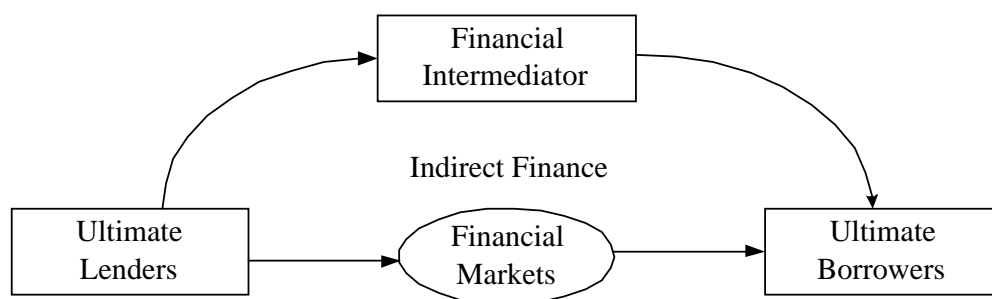 Financial
Intermediator
Indirect Finance
Ultimate
Lenders
Financial
Markets
Ultimate
Borrowers